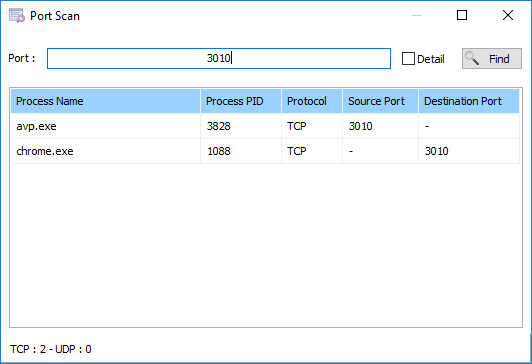 Port Scan
Port : 3010 Detail Find
Process Name Process PID Protocol Source Port Destination Port
avp.exe 3828 TCP 3010 -
chrome.exe 1088 TCP - 3010
TCP : 2 - UDP : 0